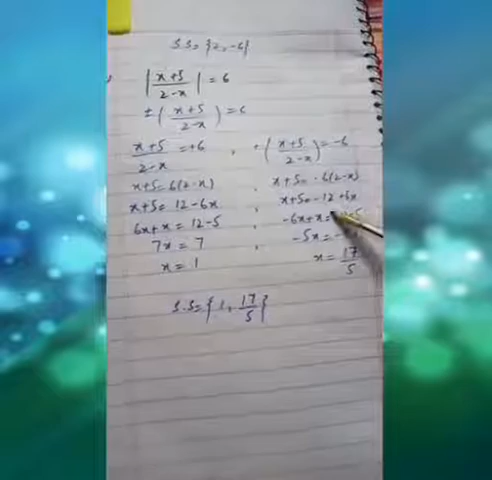 S.S = {2, -6}
|x+5 / 2-x| = 6
±(x+5 / 2-x) = 6
x+5 / 2-x = +6 , +(x+5 / 2-x) = -6
x+5 = 6(2-x) , x+5 = -6(2-x)
x+5 = 12-6x , x+5 = -12+6x
6x+x = 12-5 , -6x+x = -5
7x = 7 , -5x = -
x = 1 x = 17/5
S.S = {1, 17/5}